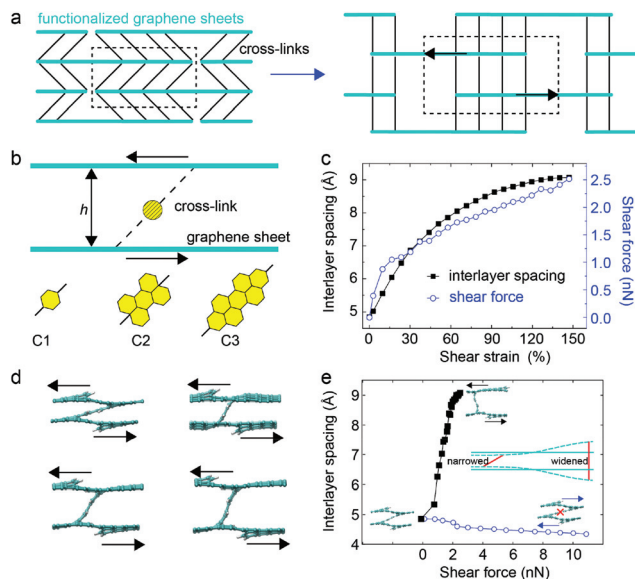 a
functionalized graphene sheets
cross-links
b
h
cross-link
graphene sheet
C1 C2 C3
c
Interlayer spacing (Å)
9
8
7
6
5
Shear force (nN)
2.5
2.0
1.5
1.0
0.5
0.0
interlayer spacing
shear force
0 30 60 90 120 150
Shear strain (%)
d
e
Interlayer spacing (Å)
9
8
7
6
5
4
narrowed
widened
-2 0 2 4 6 8 10
Shear force (nN)